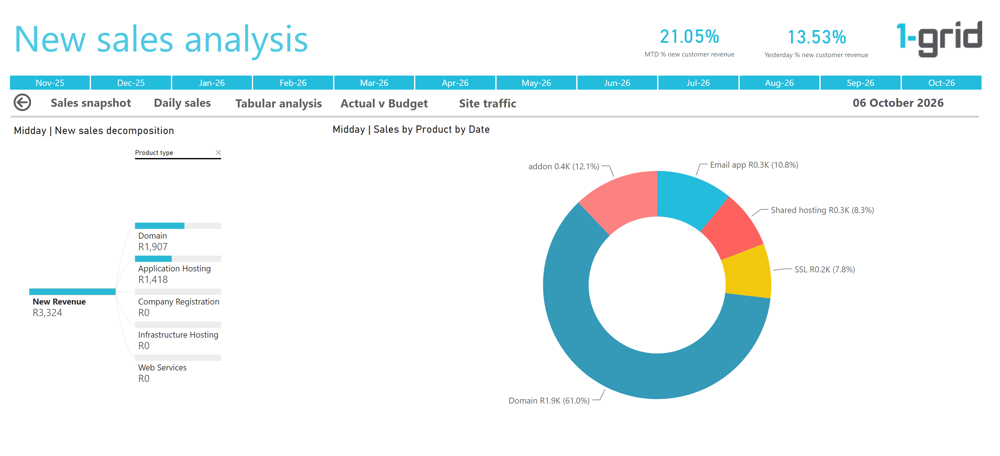 New sales analysis
21.05%
MTD % new customer revenue
13.53%
Yesterday % new customer revenue
1-grid
Nov-25 Dec-25 Jan-26 Feb-26 Mar-26 Apr-26 May-26 Jun-26 Jul-26 Aug-26 Sep-26 Oct-26
Sales snapshot Daily sales Tabular analysis Actual v Budget Site traffic 06 October 2026
Midday | New sales decomposition
Product type
New Revenue
R3,324
Domain
R1,907
Application Hosting
R1,418
Company Registration
R0
Infrastructure Hosting
R0
Web Services
R0
Midday | Sales by Product by Date
addon 0.4K (12.1%)
Email app R0.3K (10.8%)
Shared hosting R0.3K (8.3%)
SSL R0.2K (7.8%)
Domain R1.9K (61.0%)